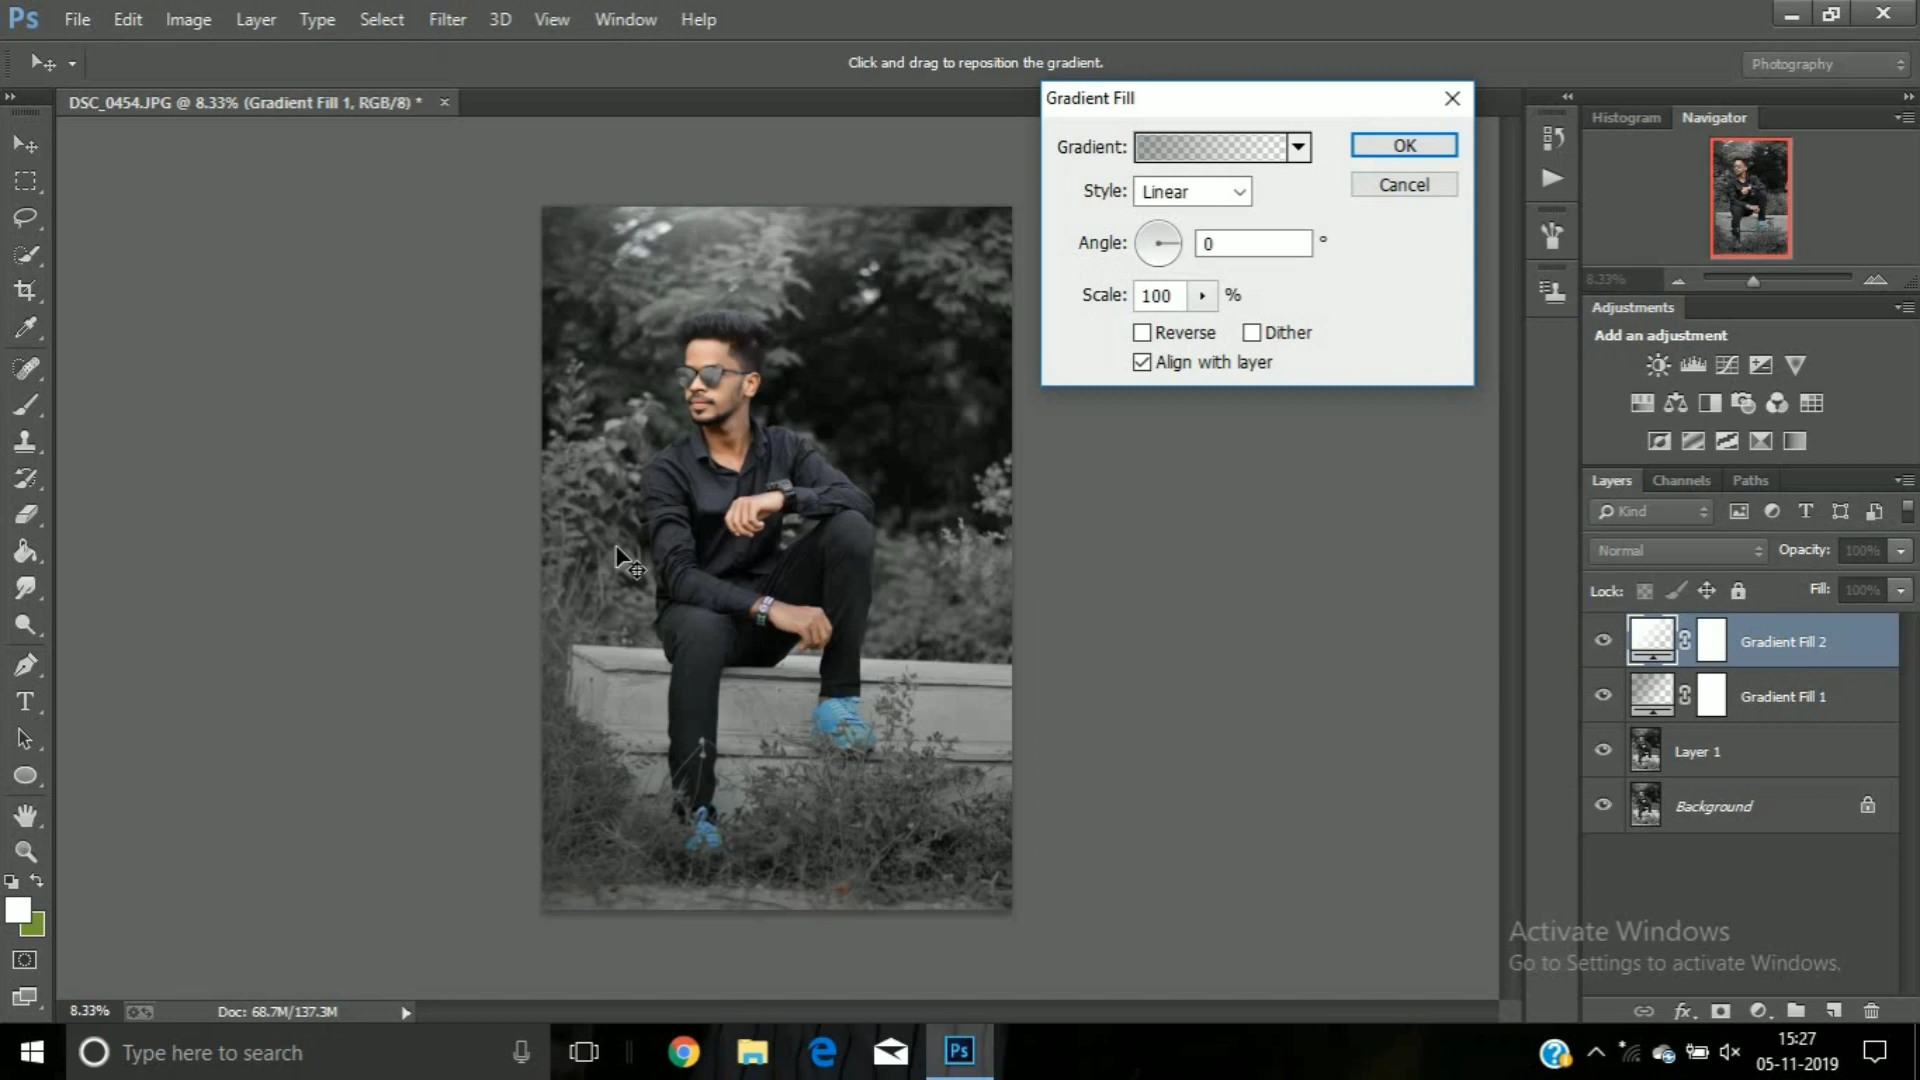 Ps File Edit Image Layer Type Select Filter 3D View Window Help
Click and drag to reposition the gradient.
Photography
DSC_0454.JPG @ 8.33% (Gradient Fill 1, RGB/8) *
Gradient Fill
Gradient:
OK
Style: Linear
Cancel
Angle: 0 °
Scale: 100 %
Reverse Dither
Align with layer
Histogram Navigator
8.33%
Adjustments
Add an adjustment
Layers Channels Paths
Kind
Normal Opacity: 100%
Lock: Fill: 100%
Gradient Fill 2
Gradient Fill 1
Layer 1
Background
Activate Windows
Go to Settings to activate Windows.
8.33% Doc: 68.7M/137.3M
Type here to search
Ps
15:27
05-11-2019